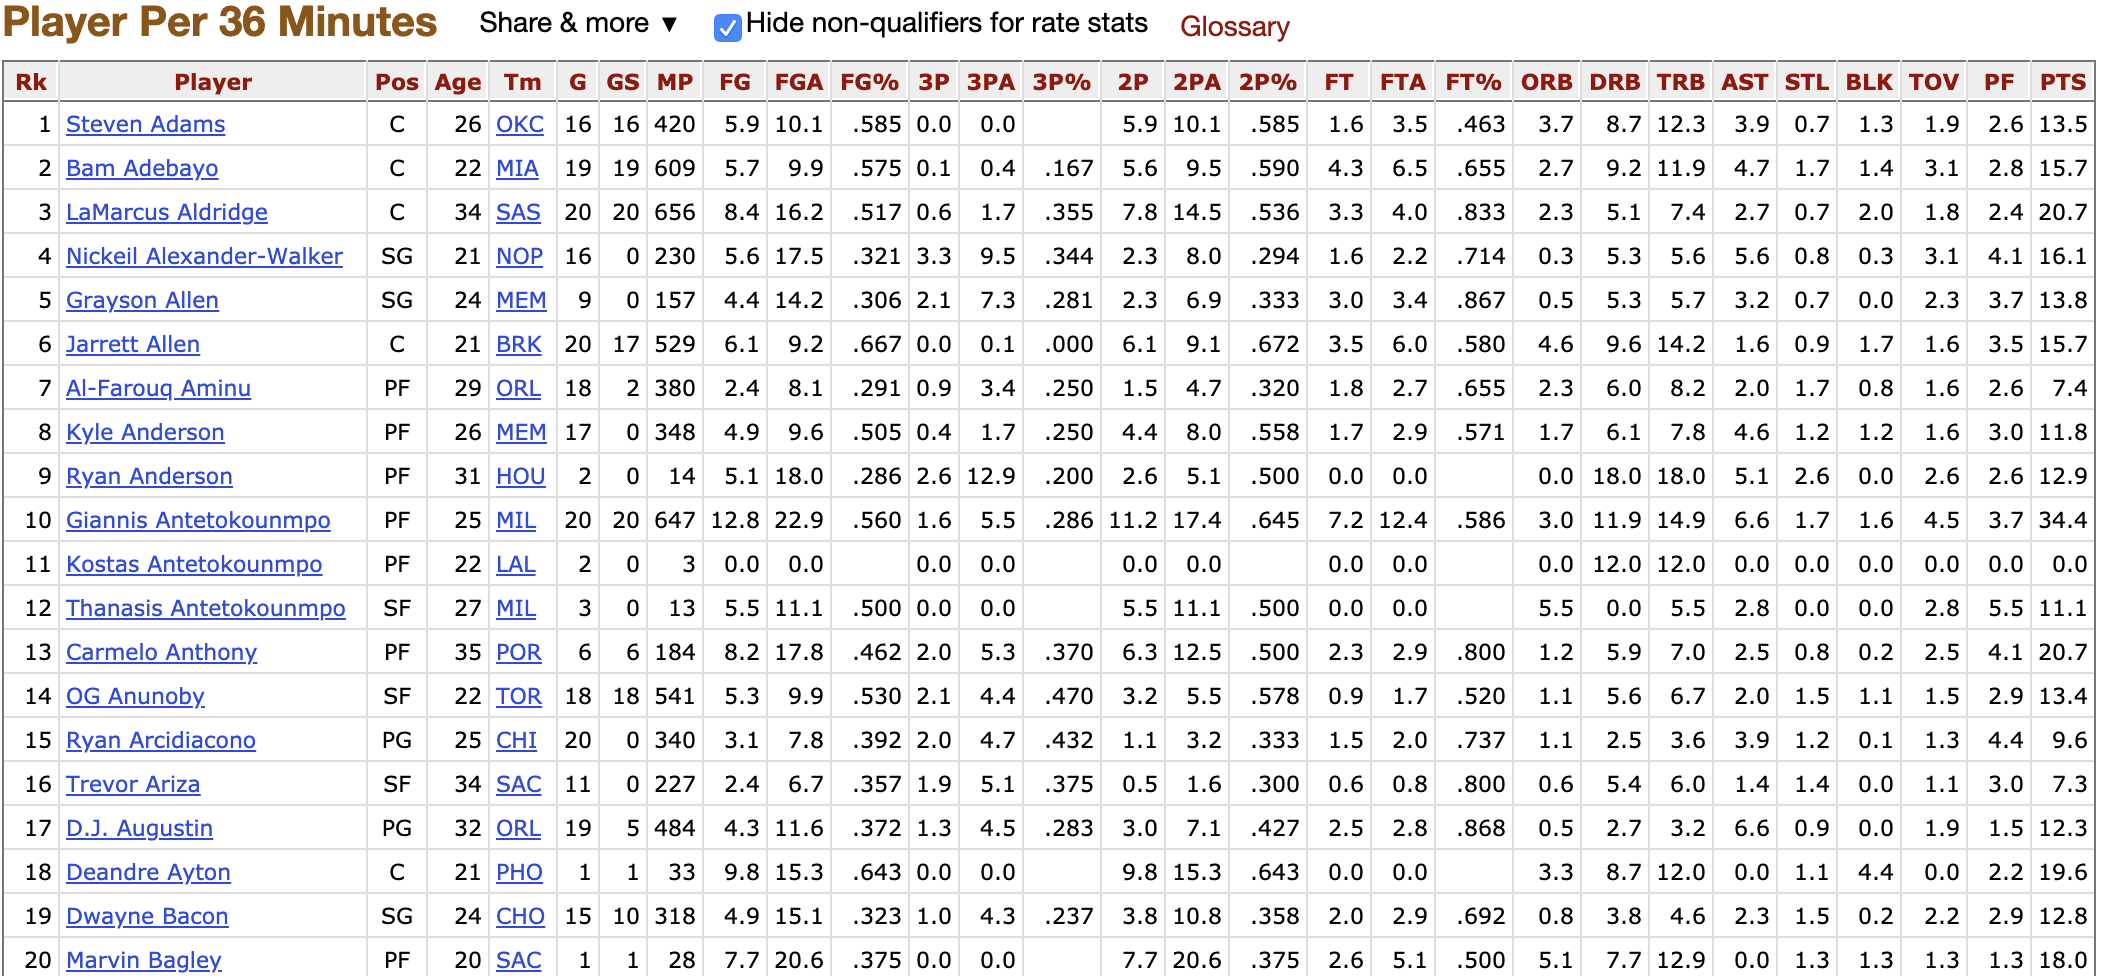 Player Per 36 Minutes Share & more ▼ Hide non-qualifiers for rate stats Glossary
Rk Player Pos Age Tm G GS MP FG FGA FG% 3P 3PA 3P% 2P 2PA 2P% FT FTA FT% ORB DRB TRB AST STL BLK TOV PF PTS
1 Steven Adams C 26 OKC 16 16 420 5.9 10.1 .585 0.0 0.0 5.9 10.1 .585 1.6 3.5 .463 3.7 8.7 12.3 3.9 0.7 1.3 1.9 2.6 13.5
2 Bam Adebayo C 22 MIA 19 19 609 5.7 9.9 .575 0.1 0.4 .167 5.6 9.5 .590 4.3 6.5 .655 2.7 9.2 11.9 4.7 1.7 1.4 3.1 2.8 15.7
3 LaMarcus Aldridge C 34 SAS 20 20 656 8.4 16.2 .517 0.6 1.7 .355 7.8 14.5 .536 3.3 4.0 .833 2.3 5.1 7.4 2.7 0.7 2.0 1.8 2.4 20.7
4 Nickeil Alexander-Walker SG 21 NOP 16 0 230 5.6 17.5 .321 3.3 9.5 .344 2.3 8.0 .294 1.6 2.2 .714 0.3 5.3 5.6 5.6 0.8 0.3 3.1 4.1 16.1
5 Grayson Allen SG 24 MEM 9 0 157 4.4 14.2 .306 2.1 7.3 .281 2.3 6.9 .333 3.0 3.4 .867 0.5 5.3 5.7 3.2 0.7 0.0 2.3 3.7 13.8
6 Jarrett Allen C 21 BRK 20 17 529 6.1 9.2 .667 0.0 0.1 .000 6.1 9.1 .672 3.5 6.0 .580 4.6 9.6 14.2 1.6 0.9 1.7 1.6 3.5 15.7
7 Al-Farouq Aminu PF 29 ORL 18 2 380 2.4 8.1 .291 0.9 3.4 .250 1.5 4.7 .320 1.8 2.7 .655 2.3 6.0 8.2 2.0 1.7 0.8 1.6 2.6 7.4
8 Kyle Anderson PF 26 MEM 17 0 348 4.9 9.6 .505 0.4 1.7 .250 4.4 8.0 .558 1.7 2.9 .571 1.7 6.1 7.8 4.6 1.2 1.2 1.6 3.0 11.8
9 Ryan Anderson PF 31 HOU 2 0 14 5.1 18.0 .286 2.6 12.9 .200 2.6 5.1 .500 0.0 0.0 0.0 18.0 18.0 5.1 2.6 0.0 2.6 2.6 12.9
10 Giannis Antetokounmpo PF 25 MIL 20 20 647 12.8 22.9 .560 1.6 5.5 .286 11.2 17.4 .645 7.2 12.4 .586 3.0 11.9 14.9 6.6 1.7 1.6 4.5 3.7 34.4
11 Kostas Antetokounmpo PF 22 LAL 2 0 3 0.0 0.0 0.0 0.0 0.0 0.0 0.0 0.0 0.0 12.0 12.0 0.0 0.0 0.0 0.0 0.0 0.0
12 Thanasis Antetokounmpo SF 27 MIL 3 0 13 5.5 11.1 .500 0.0 0.0 5.5 11.1 .500 0.0 0.0 5.5 0.0 5.5 2.8 0.0 0.0 2.8 5.5 11.1
13 Carmelo Anthony PF 35 POR 6 6 184 8.2 17.8 .462 2.0 5.3 .370 6.3 12.5 .500 2.3 2.9 .800 1.2 5.9 7.0 2.5 0.8 0.2 2.5 4.1 20.7
14 OG Anunoby SF 22 TOR 18 18 541 5.3 9.9 .530 2.1 4.4 .470 3.2 5.5 .578 0.9 1.7 .520 1.1 5.6 6.7 2.0 1.5 1.1 1.5 2.9 13.4
15 Ryan Arcidiacono PG 25 CHI 20 0 340 3.1 7.8 .392 2.0 4.7 .432 1.1 3.2 .333 1.5 2.0 .737 1.1 2.5 3.6 3.9 1.2 0.1 1.3 4.4 9.6
16 Trevor Ariza SF 34 SAC 11 0 227 2.4 6.7 .357 1.9 5.1 .375 0.5 1.6 .300 0.6 0.8 .800 0.6 5.4 6.0 1.4 1.4 0.0 1.1 3.0 7.3
17 D.J. Augustin PG 32 ORL 19 5 484 4.3 11.6 .372 1.3 4.5 .283 3.0 7.1 .427 2.5 2.8 .868 0.5 2.7 3.2 6.6 0.9 0.0 1.9 1.5 12.3
18 Deandre Ayton C 21 PHO 1 1 33 9.8 15.3 .643 0.0 0.0 9.8 15.3 .643 0.0 0.0 3.3 8.7 12.0 0.0 1.1 4.4 0.0 2.2 19.6
19 Dwayne Bacon SG 24 CHO 15 10 318 4.9 15.1 .323 1.0 4.3 .237 3.8 10.8 .358 2.0 2.9 .692 0.8 3.8 4.6 2.3 1.5 0.2 2.2 2.9 12.8
20 Marvin Bagley PF 20 SAC 1 1 28 7.7 20.6 .375 0.0 0.0 7.7 20.6 .375 2.6 5.1 .500 5.1 7.7 12.9 0.0 1.3 1.3 1.3 1.3 18.0